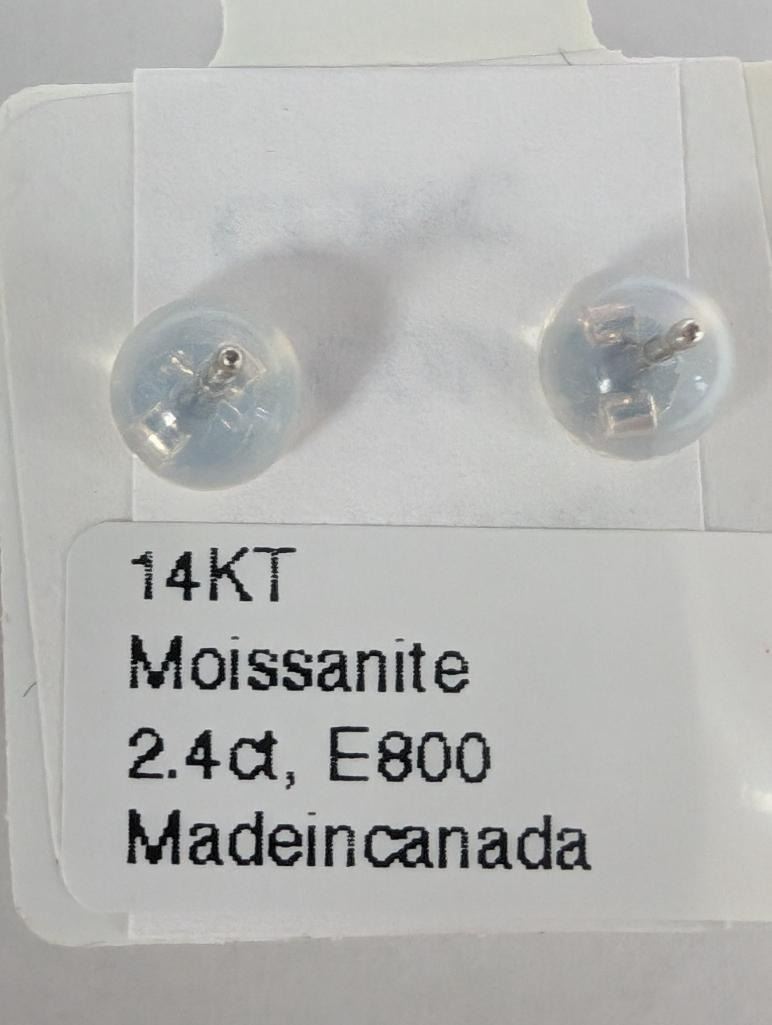 14KT
Moissanite
2.4ct, E800
Madeincanada